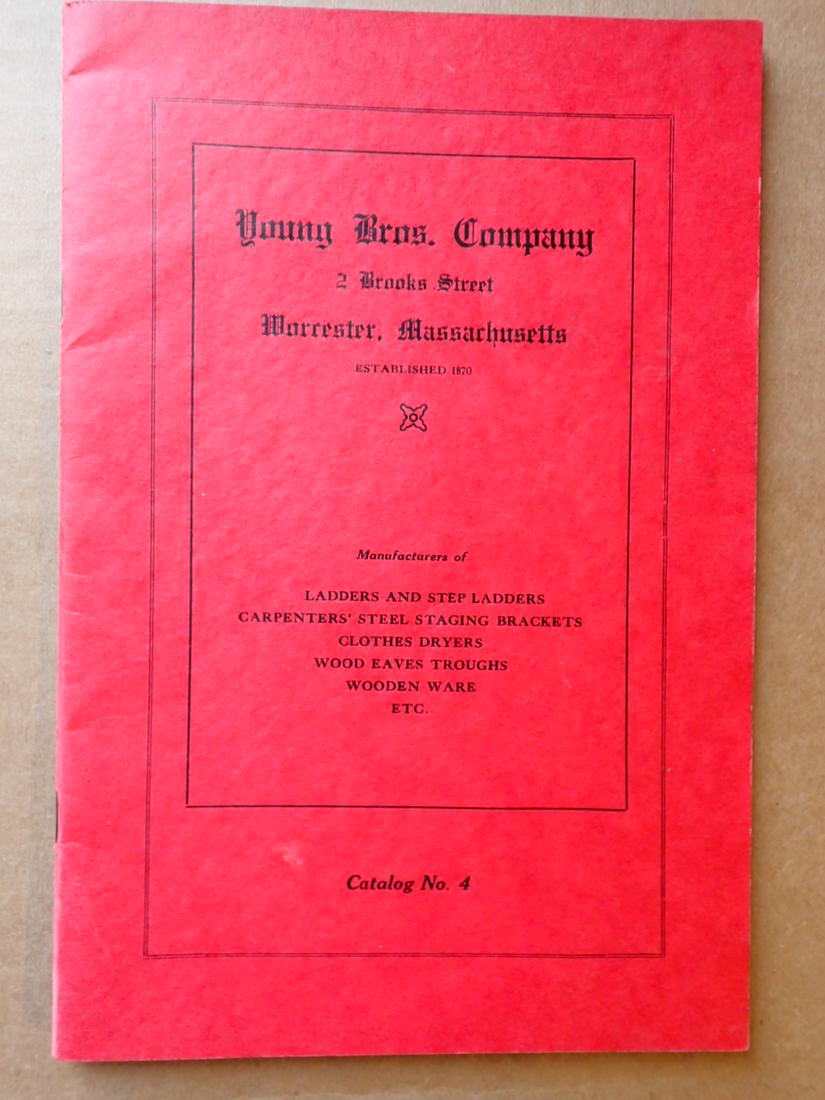 Young Bros. Company
2 Brooks Street
Worcester, Massachusetts
ESTABLISHED 1870
Manufacturers of
LADDERS AND STEP LADDERS
CARPENTERS' STEEL STAGING BRACKETS
CLOTHES DRYERS
WOOD EAVES TROUGHS
WOODEN WARE
ETC.
Catalog No. 4